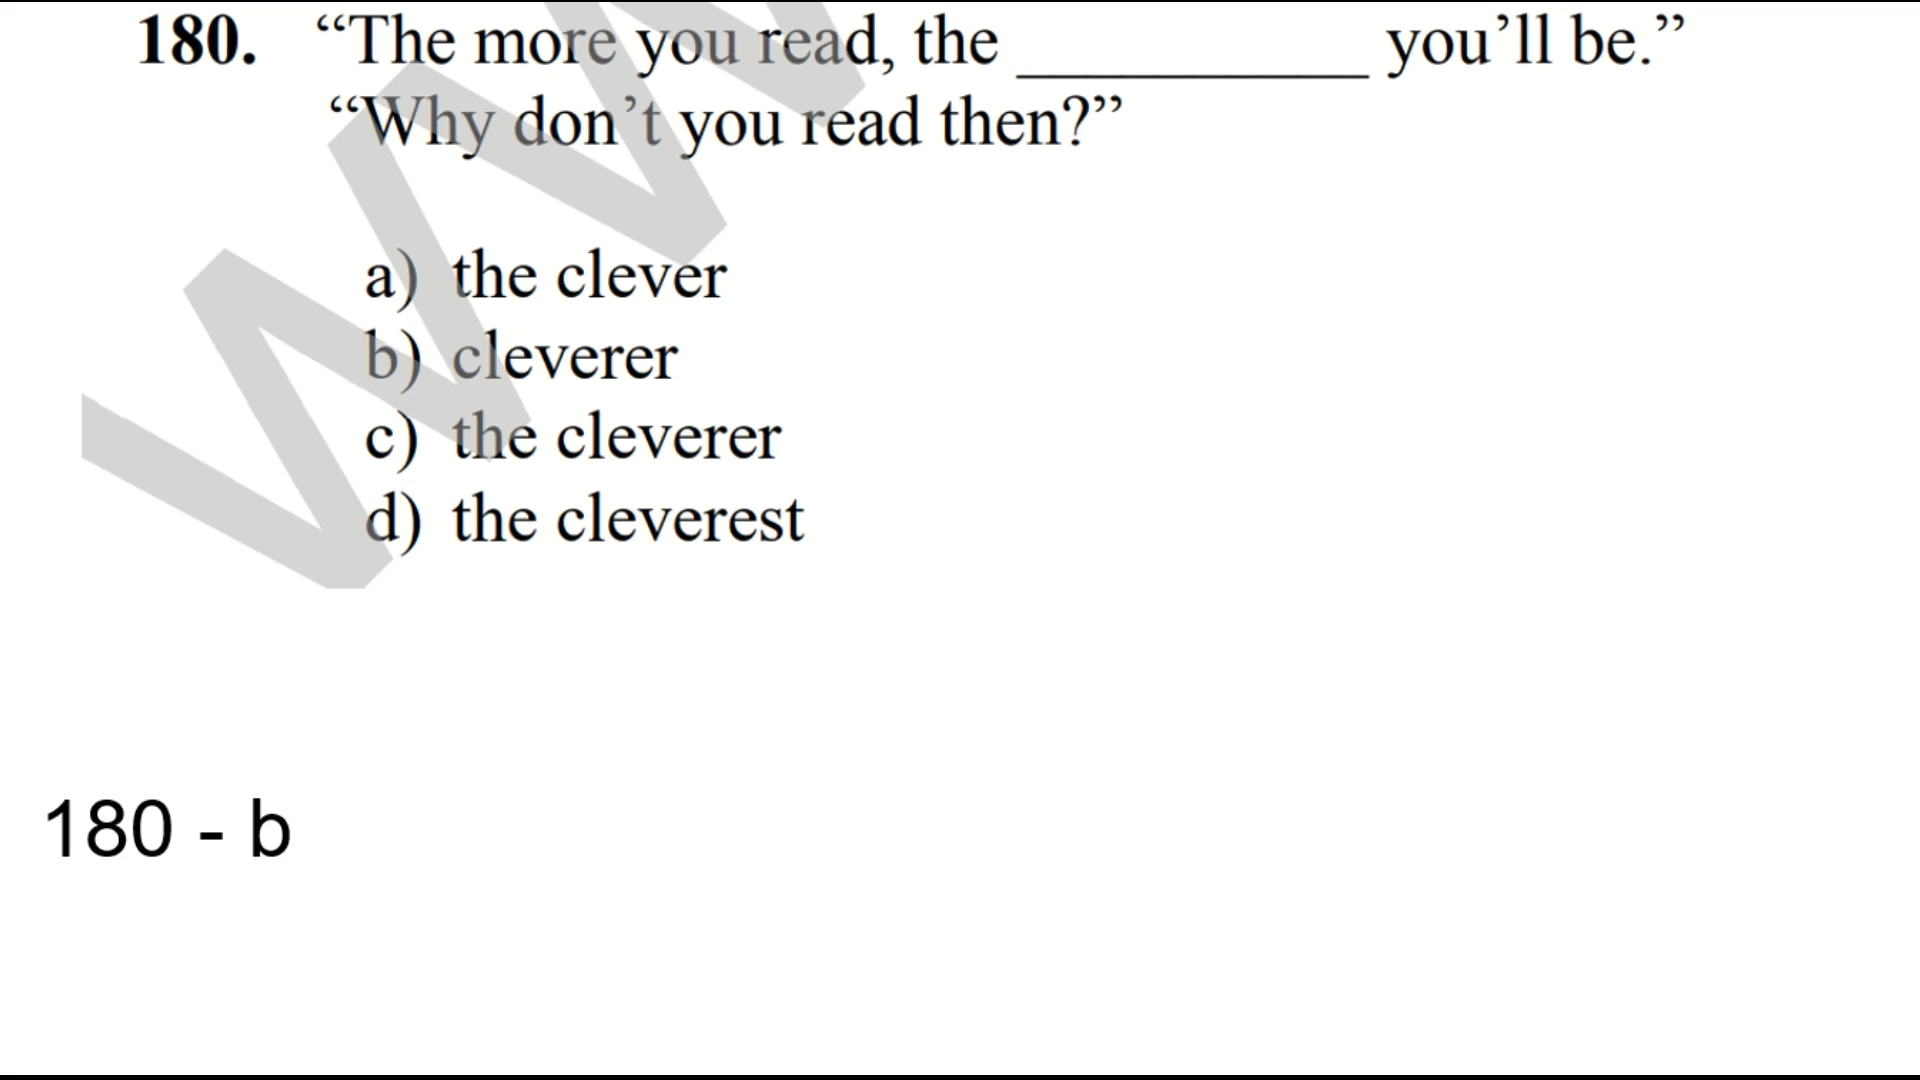 180. “The more you read, the __________ you’ll be.”
“Why don’t you read then?”
a) the clever
b) cleverer
c) the cleverer
d) the cleverest
180 - b